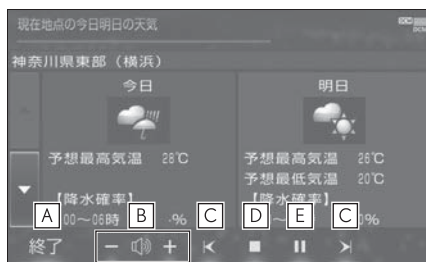 現在地点の今日明日の天気
神奈川県東部（横浜）
今日
明日
予想最高気温 28℃
予想最高気温 26℃
予想最低気温 20℃
【降水確率】
【降水確率】
00～06時 -%
A B C D E C
終了